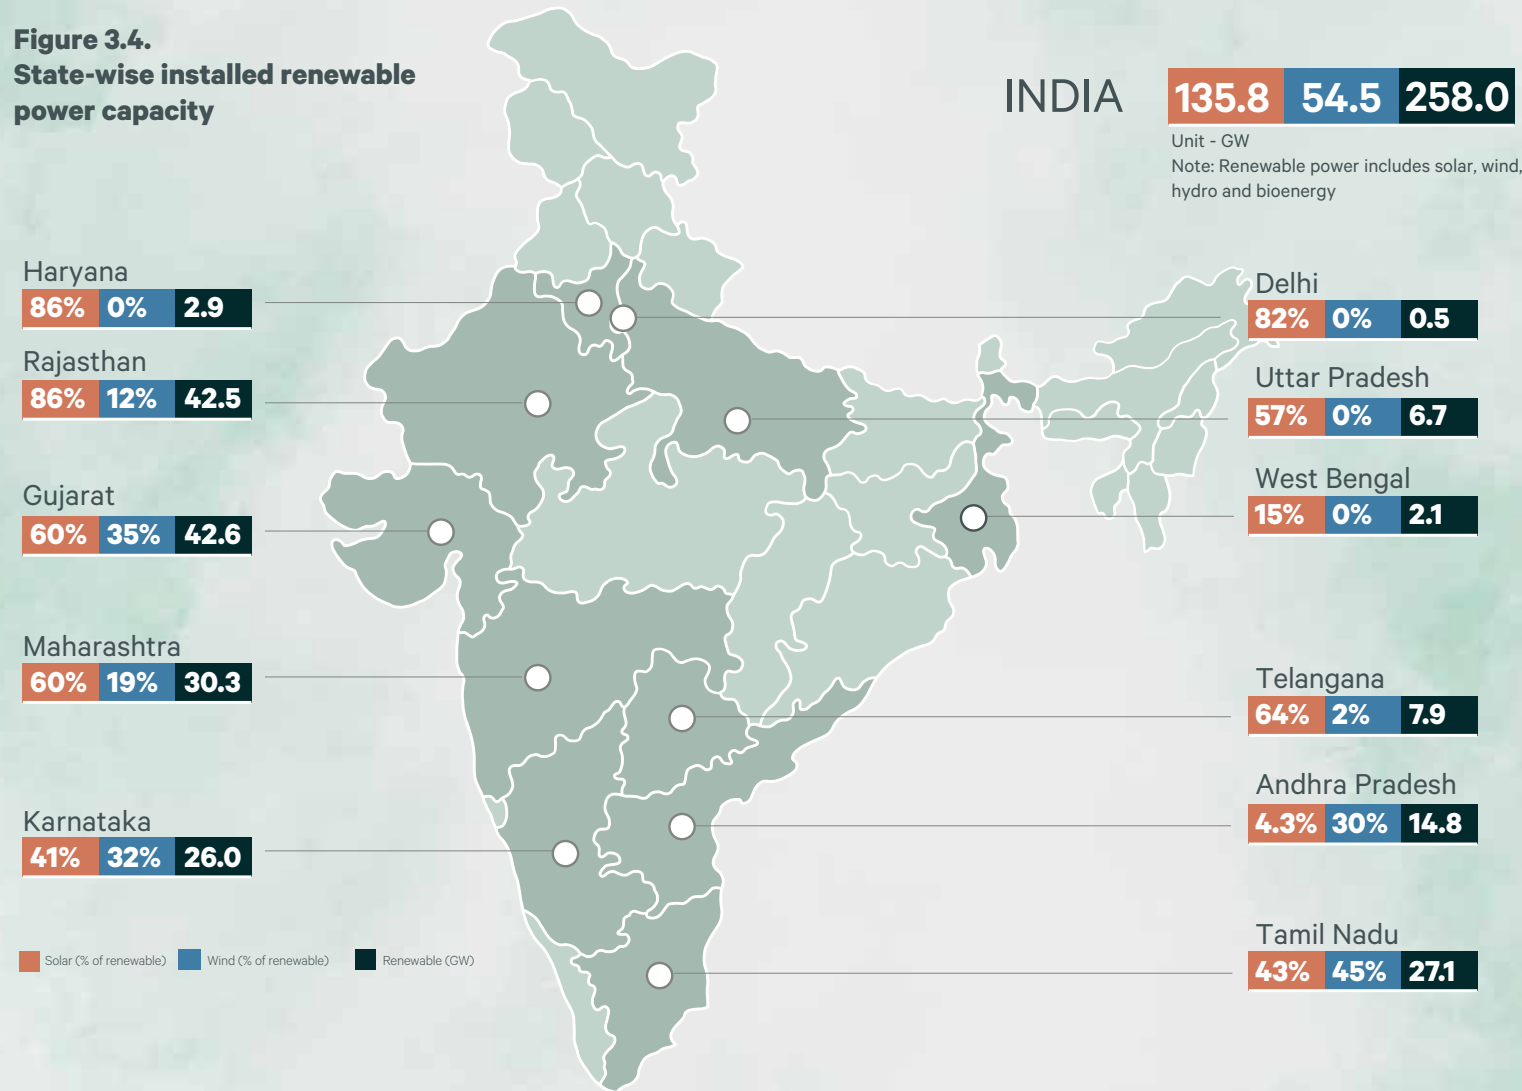 Figure 3.4.
State-wise installed renewable
power capacity
INDIA
135.8 54.5 258.0
Unit - GW
Note: Renewable power includes solar, wind,
hydro and bioenergy
Haryana
86% 0% 2.9
Rajasthan
86% 12% 42.5
Gujarat
60% 35% 42.6
Maharashtra
60% 19% 30.3
Karnataka
41% 32% 26.0
Delhi
82% 0% 0.5
Uttar Pradesh
57% 0% 6.7
West Bengal
15% 0% 2.1
Telangana
64% 2% 7.9
Andhra Pradesh
4.3% 30% 14.8
Tamil Nadu
43% 45% 27.1
Solar (% of renewable) Wind (% of renewable) Renewable (GW)